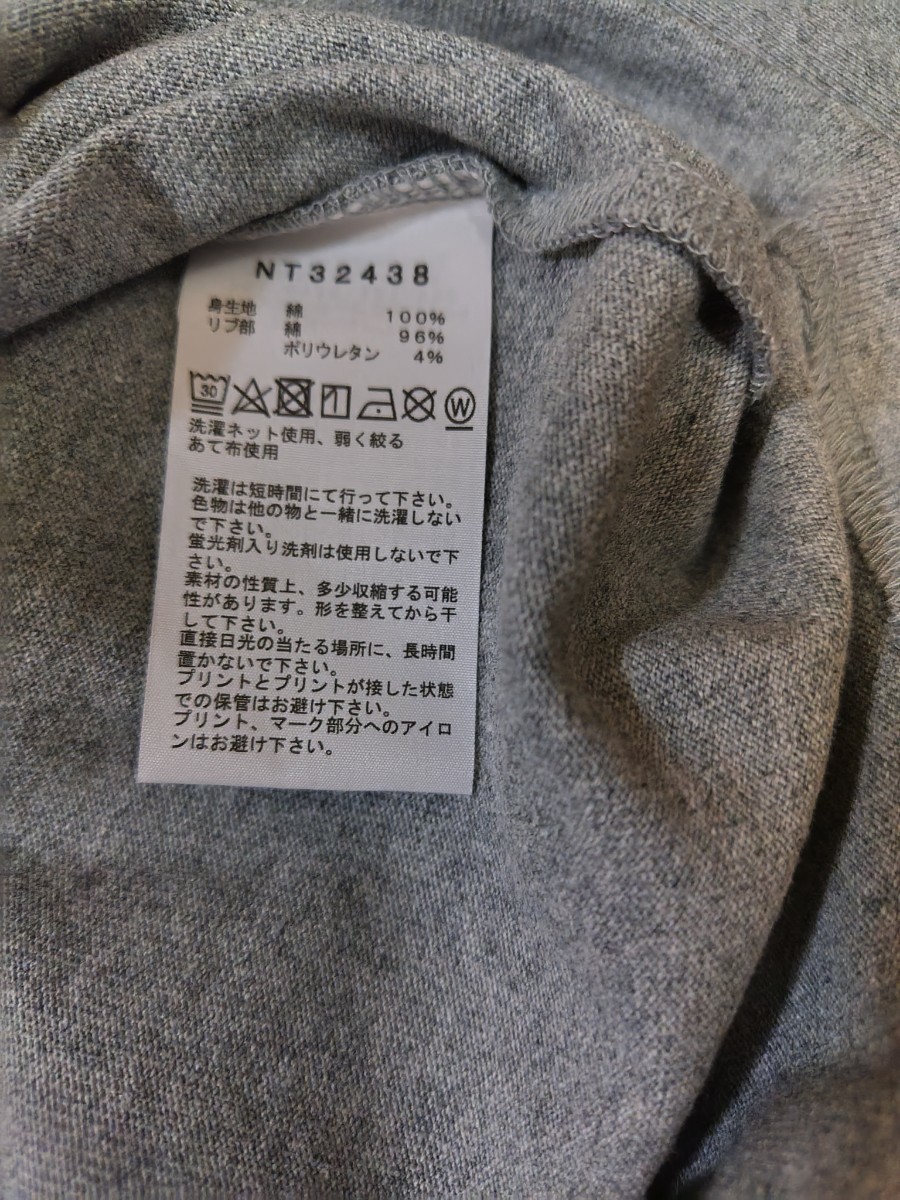 NT32438
身生地 綿 100%
リブ部 綿 96%
ポリウレタン 4%
30 W
洗濯ネット使用、弱く絞る
あて布使用
洗濯は短時間にて行って下さい。
色物は他の物と一緒に洗濯しない
で下さい。
蛍光剤入り洗剤は使用しないで下
さい。
素材の性質上、多少収縮する可能
性があります。形を整えてから干
して下さい。
直接日光の当たる場所に、長時間
置かないで下さい。
プリントとプリントが接した状態
での保管はお避け下さい。
プリント、マーク部分へのアイロ
ンはお避け下さい。